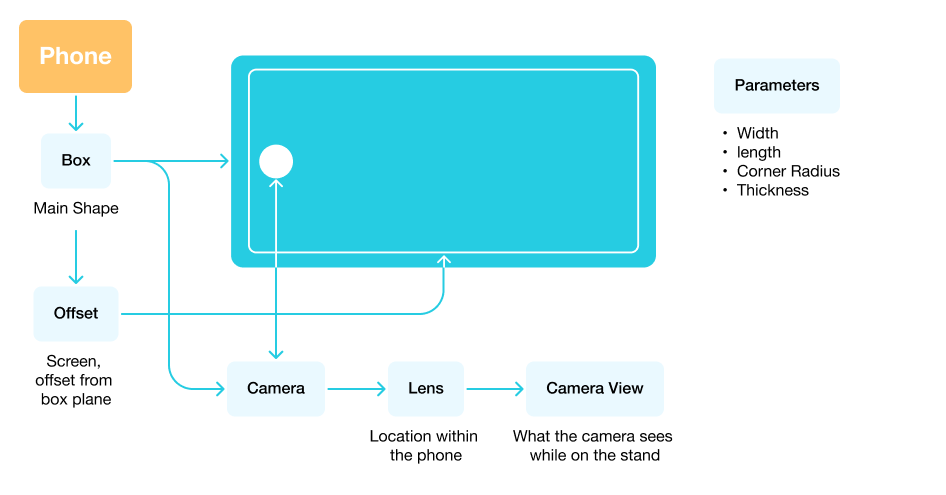 Phone
Box
Main Shape
Offset
Screen,
offset from
box plane
Camera
Lens
Location within
the phone
Camera View
What the camera sees
while on the stand
Parameters
• Width
• length
• Corner Radius
• Thickness